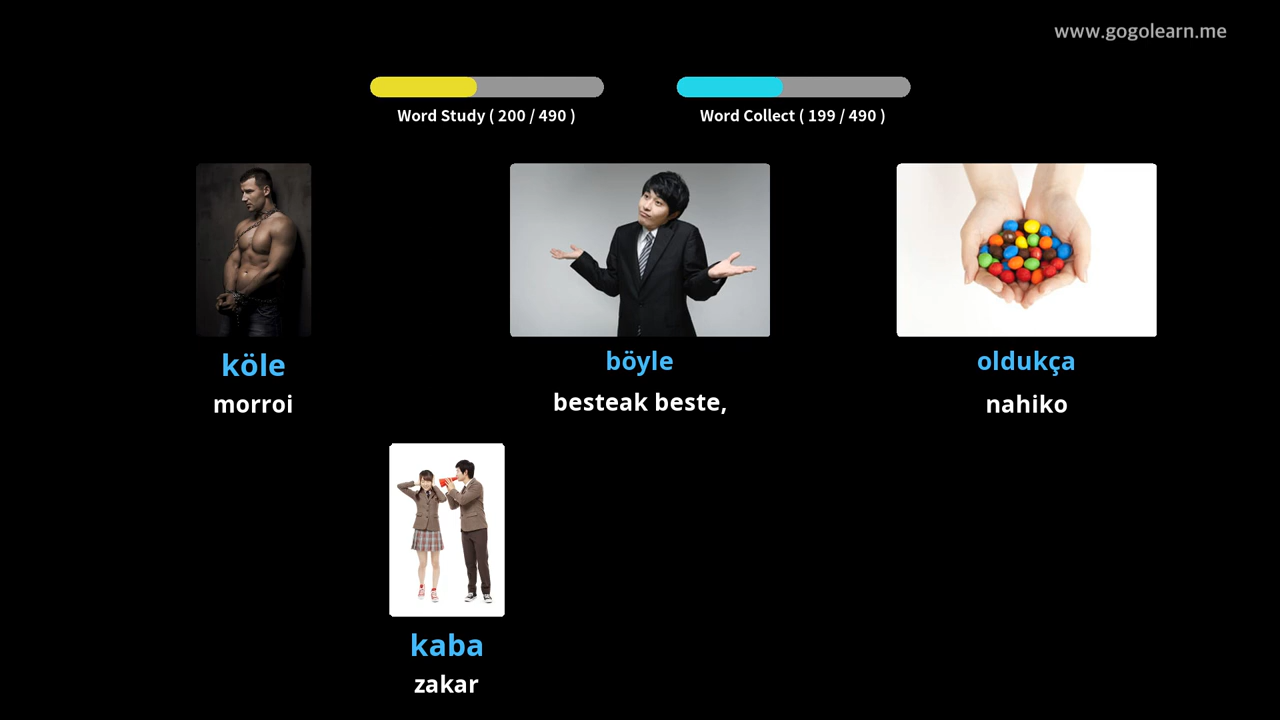 www.gogolearn.me
Word Study ( 200 / 490 )
Word Collect ( 199 / 490 )
köle
morroi
böyle
besteak beste,
oldukça
nahiko
kaba
zakar